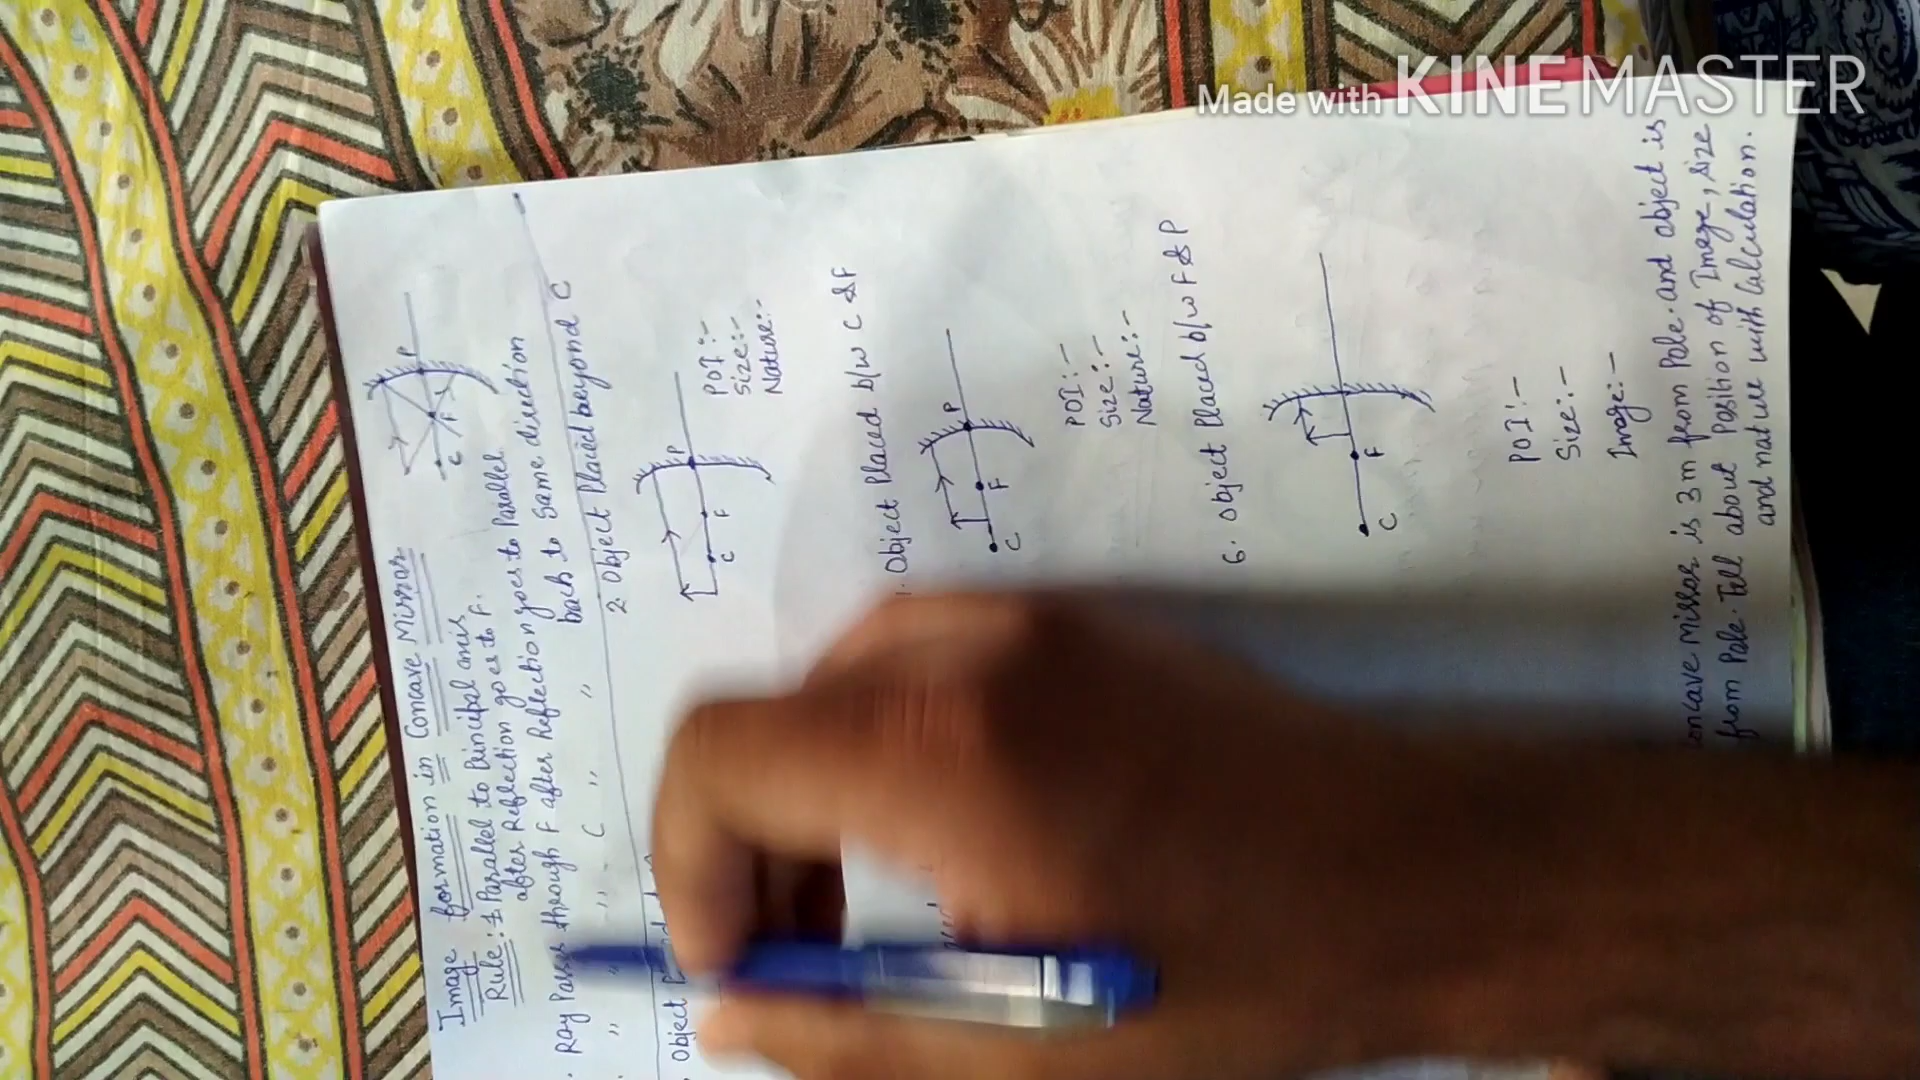 Made with KINEMASTER
Image formation in Concave Mirror
Rule: 1 Parallel to Principal axis
after Reflection goes to F.
Ray Passes through F after Reflection goes to Parallel
" " " C " " back to Same direction
C F P
Object
2. Object Placed beyond C
C F P
POI:-
Size:-
Nature:-
Object Placed b/w C & F
C F P
POI:-
Size:-
Nature:-
6. Object Placed b/w F & P
C F
POI:-
Size:-
Image:-
oncave Mirror is 3m from Pole. and object is
from Pole. Tell about Position of Image, Size
and nature with Calculation.